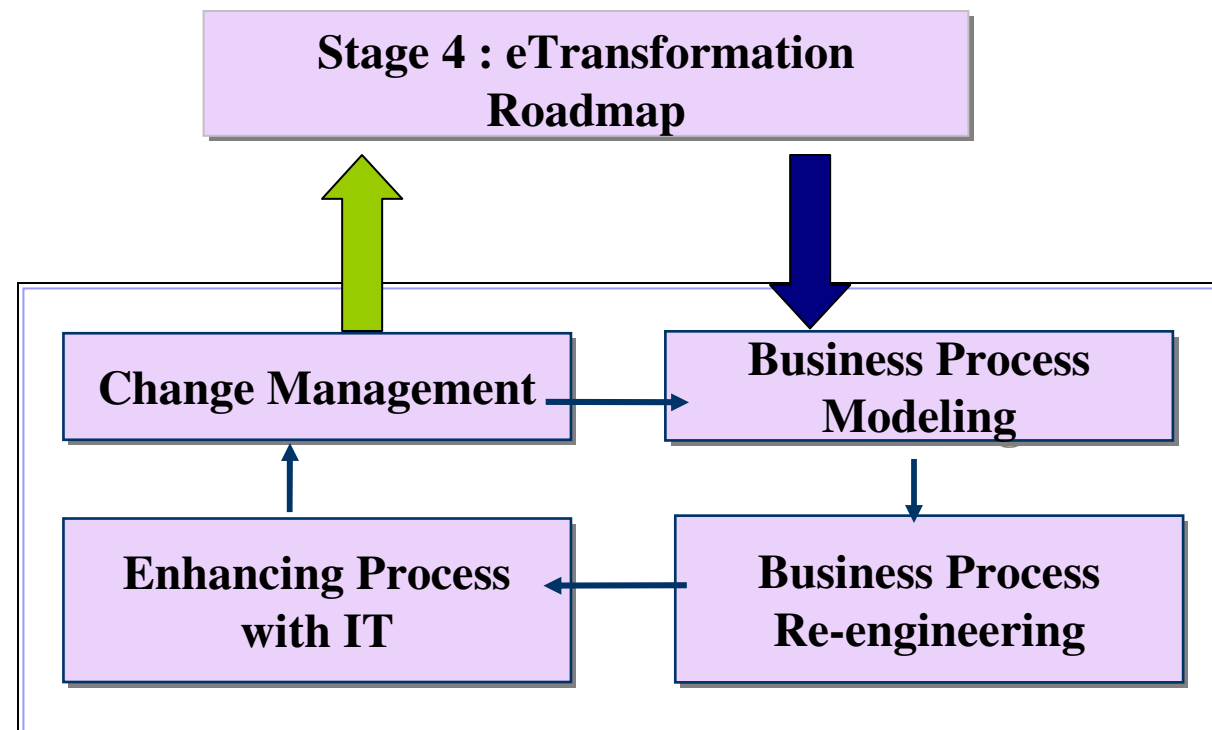 Stage 4 : eTransformation
Roadmap
Change Management
Business Process
Modeling
Enhancing Process
with IT
Business Process
Re-engineering